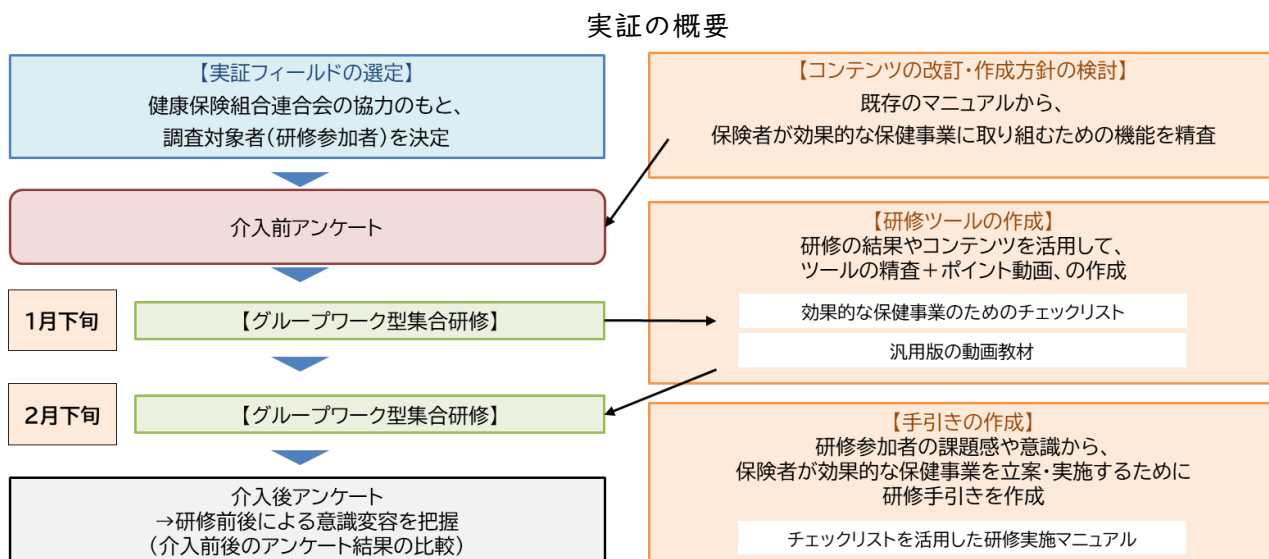 実証の概要
【実証フィールドの選定】
健康保険組合連合会の協力のもと、
調査対象者(研修参加者)を決定
介入前アンケート
1月下旬
【グループワーク型集合研修】
2月下旬
【グループワーク型集合研修】
介入後アンケート
→研修前後による意識変容を把握
(介入前後のアンケート結果の比較)
【コンテンツの改訂・作成方針の検討】
既存のマニュアルから、
保険者が効果的な保健事業に取り組むための機能を精査
【研修ツールの作成】
研修の結果やコンテンツを活用して、
ツールの精査+ポイント動画、の作成
効果的な保健事業のためのチェックリスト
汎用版の動画教材
【手引きの作成】
研修参加者の課題感や意識から、
保険者が効果的な保健事業を立案・実施するために
研修手引きを作成
チェックリストを活用した研修実施マニュアル